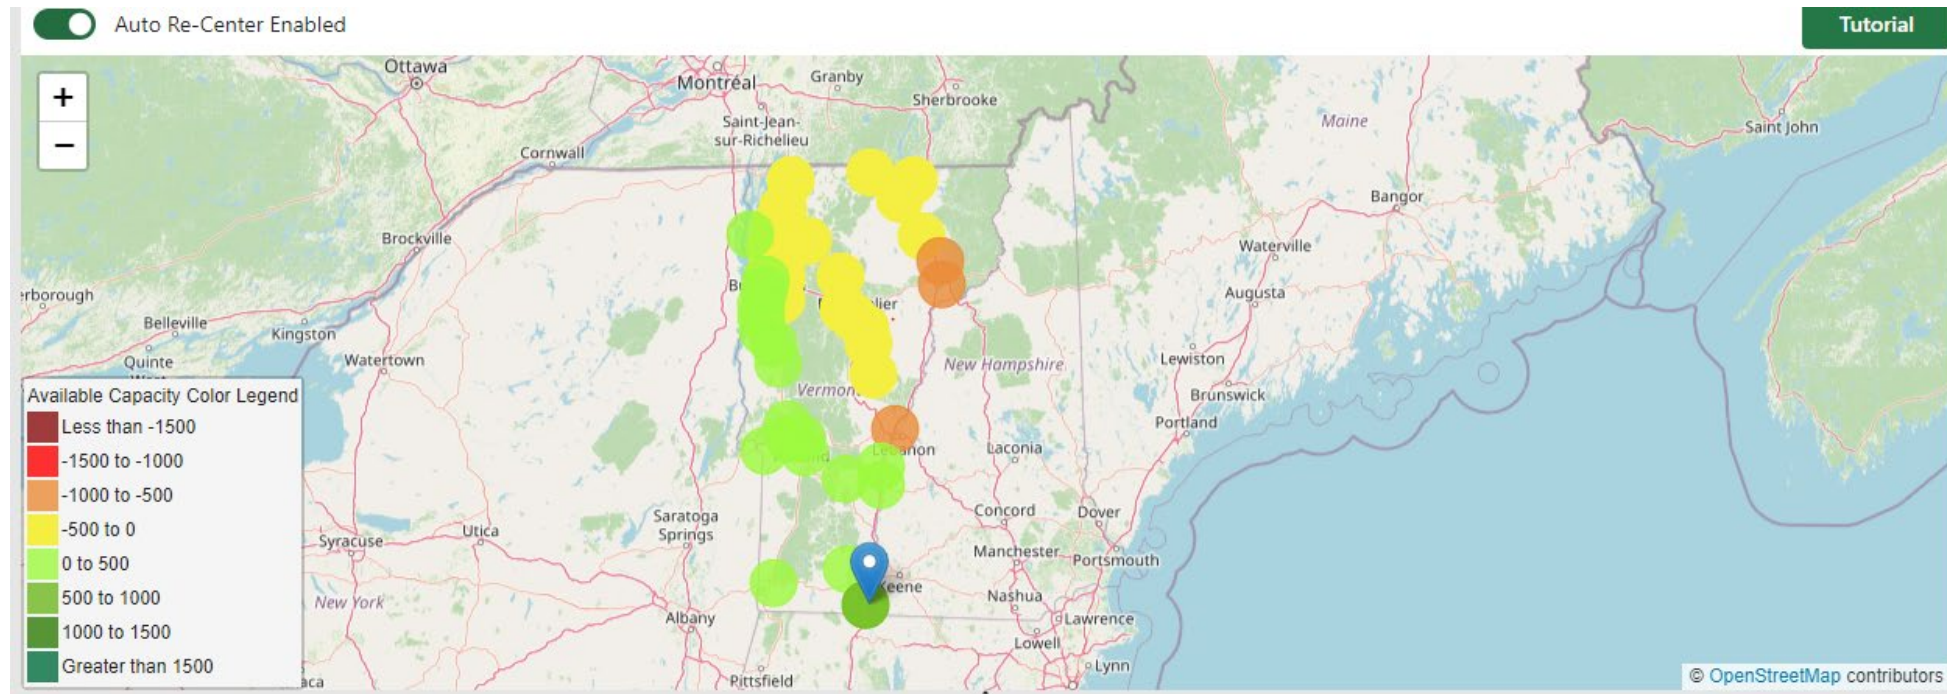 Auto Re-Center Enabled
Tutorial
+
−
Ottawa
Montréal
Granby
Sherbrooke
Saint-Jean-
sur-Richelieu
Cornwall
Maine
Saint John
Bangor
Brockville
Waterville
erborough
Belleville
Kingston
Augusta
Quinte
Watertown
New Hampshire
Lewiston
Vermon
Brunswick
Portland
Lebanon
Laconia
Available Capacity Color Legend
Less than -1500
-1500 to -1000
-1000 to -500
-500 to 0
0 to 500
500 to 1000
1000 to 1500
Greater than 1500
Saratoga
Springs
Utica
Syracuse
Concord
Dover
Manchester
Portsmouth
Keene
Nashua
New York
Albany
Lawrence
Lowell
Lynn
Pittsfield
aca
© OpenStreetMap contributors